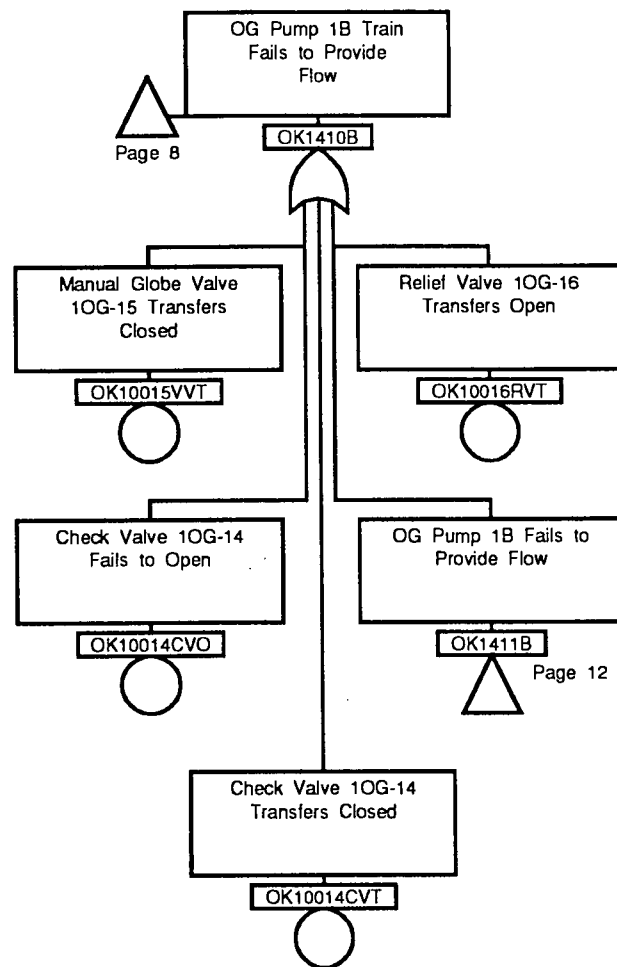 OG Pump 1B Train
Fails to Provide
Flow
Page 8
OK1410B
Manual Globe Valve
1OG-15 Transfers
Closed
OK10015VVT
Relief Valve 1OG-16
Transfers Open
OK10016RVT
Check Valve 1OG-14
Fails to Open
OK10014CVO
OG Pump 1B Fails to
Provide Flow
OK1411B
Page 12
Check Valve 1OG-14
Transfers Closed
OK10014CVT